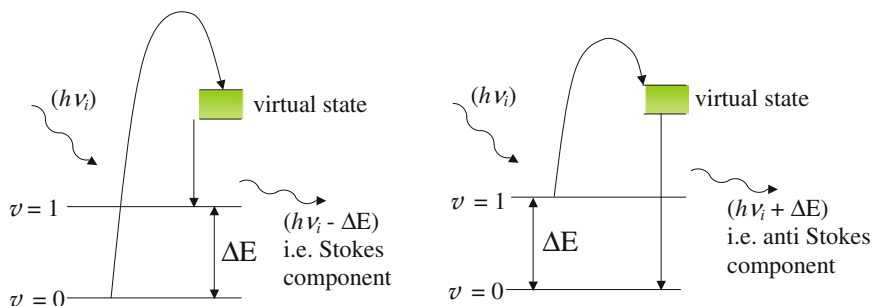 (hνi)
virtual state
v = 1
(hνi - ΔE)
i.e. Stokes
component
ΔE
v = 0
(hνi)
virtual state
v = 1
(hνi + ΔE)
i.e. anti Stokes
component
ΔE
v = 0